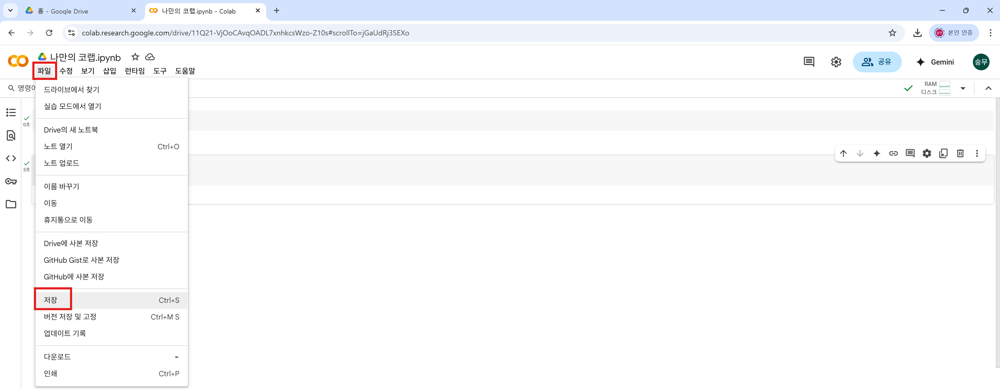 홈 - Google Drive
나만의 코랩.ipynb - Colab
colab.research.google.com/drive/11Q21-VjOoCAvqOADL7xnhkcsWzo-Z10s#scrollTo=jGaUdRj3SEXo
승무
본인 인증
나만의 코랩.ipynb
파일 수정 보기 삽입 런타임 도구 도움말
공유
Gemini
숭무
명령어
RAM
디스크
드라이브에서 찾기
실습 모드에서 열기
Drive의 새 노트북
노트 열기 Ctrl+O
노트 업로드
이름 바꾸기
이동
휴지통으로 이동
Drive에 사본 저장
GitHub Gist로 사본 저장
GitHub에 사본 저장
저장 Ctrl+S
버전 저장 및 고정 Ctrl+M S
업데이트 기록
다운로드
인쇄 Ctrl+P
0초
3초